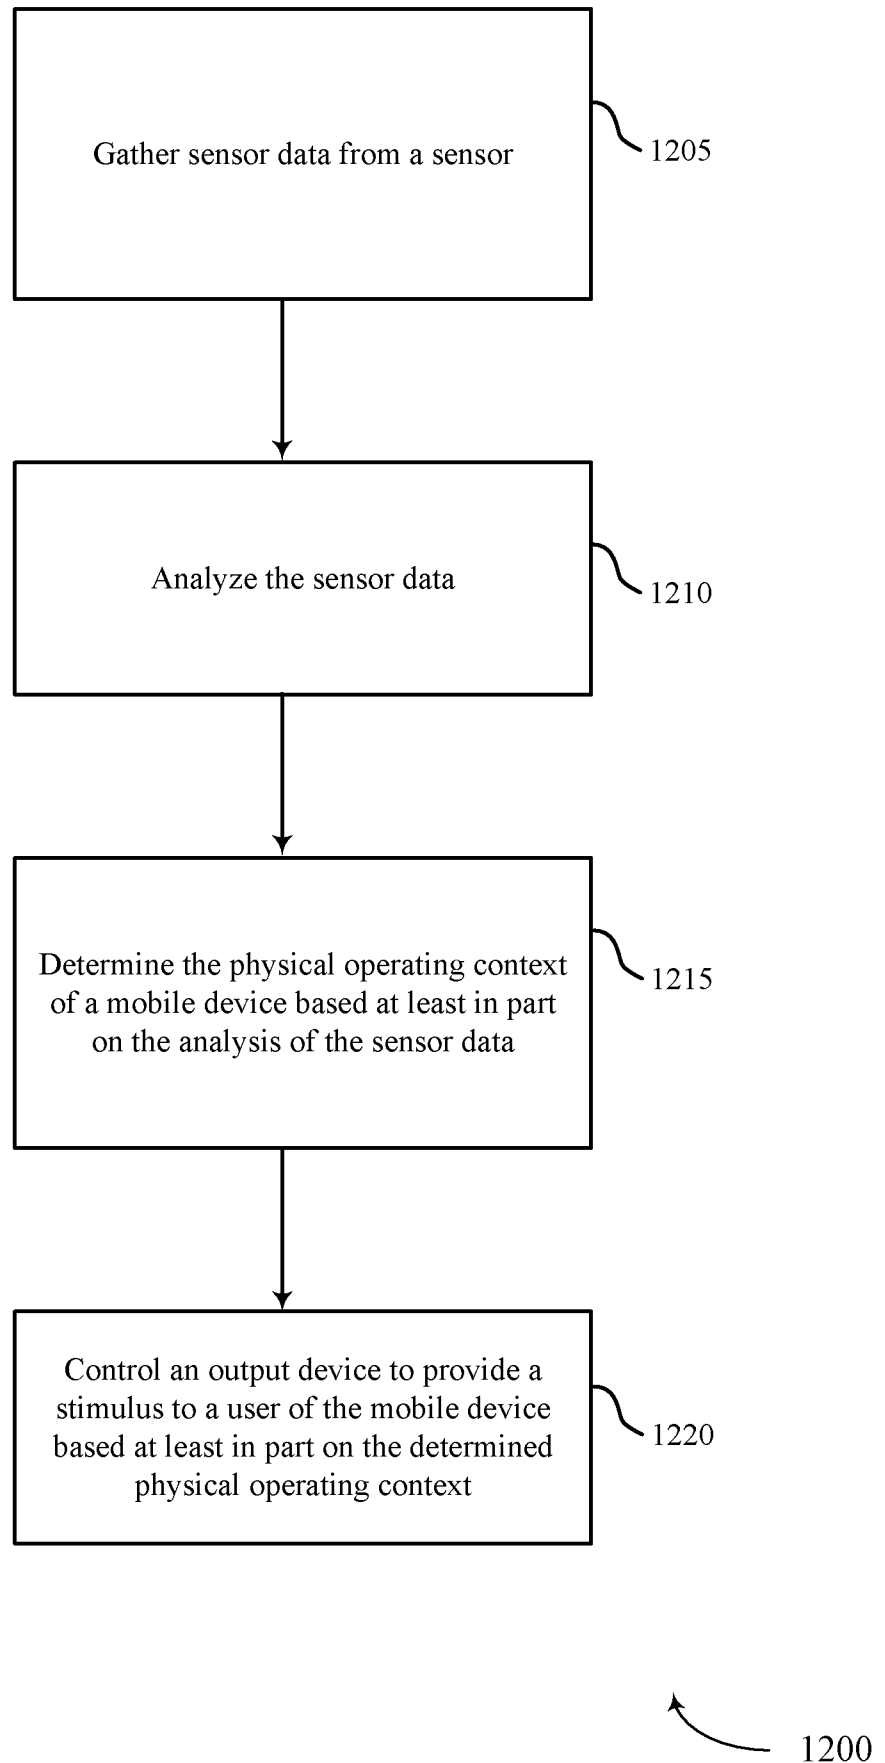 Gather sensor data from a sensor
1205
Analyze the sensor data
1210
Determine the physical operating context
of a mobile device based at least in part
on the analysis of the sensor data
1215
Control an output device to provide a
stimulus to a user of the mobile device
based at least in part on the determined
physical operating context
1220
1200